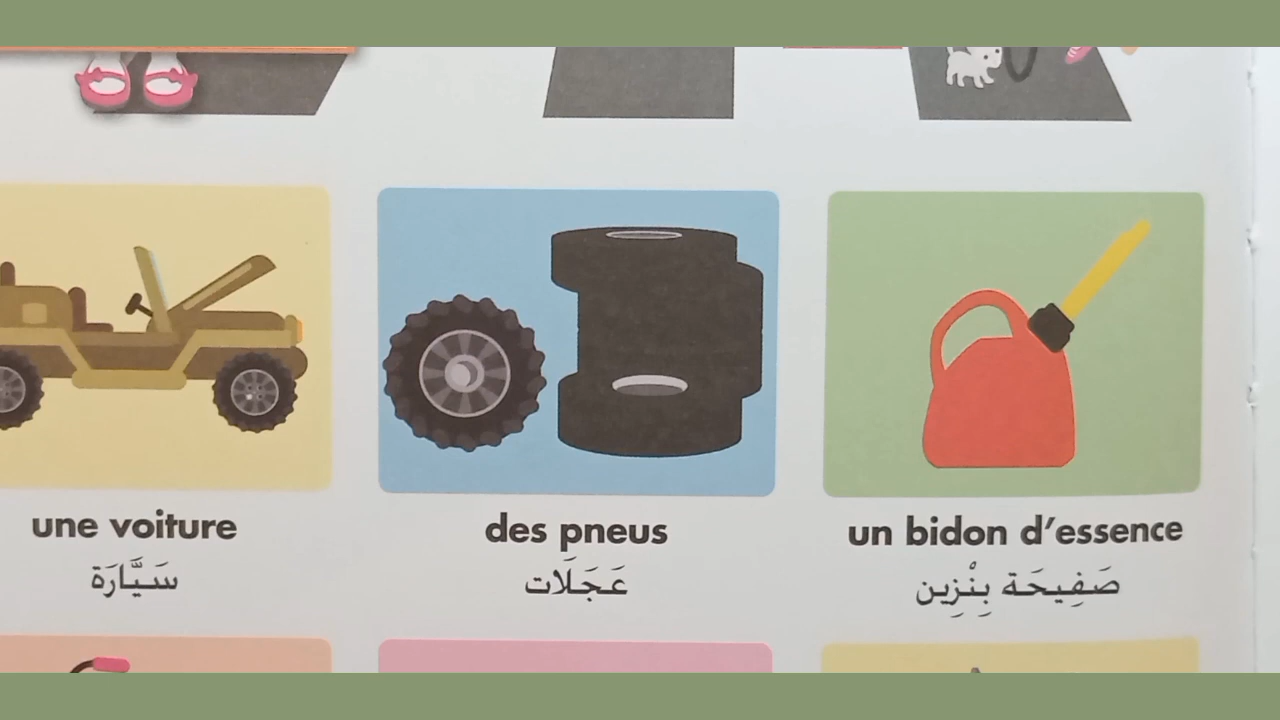 une voiture
سَيَّارَة
des pneus
عَجَلَات
un bidon d'essence
صَفِيحَة بِنْزِين